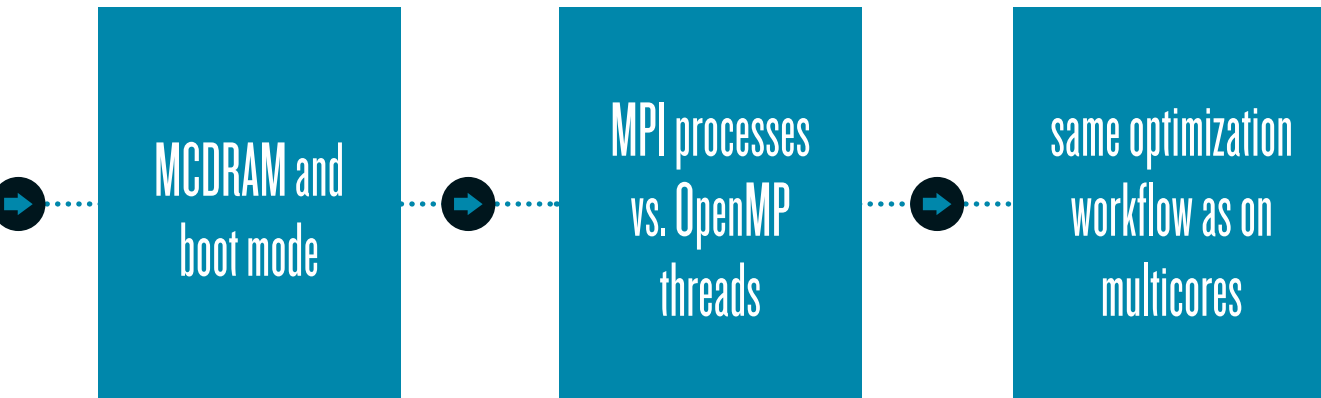 MCDRAM and
boot mode
MPI processes
vs. OpenMP
threads
same optimization
workflow as on
multicores